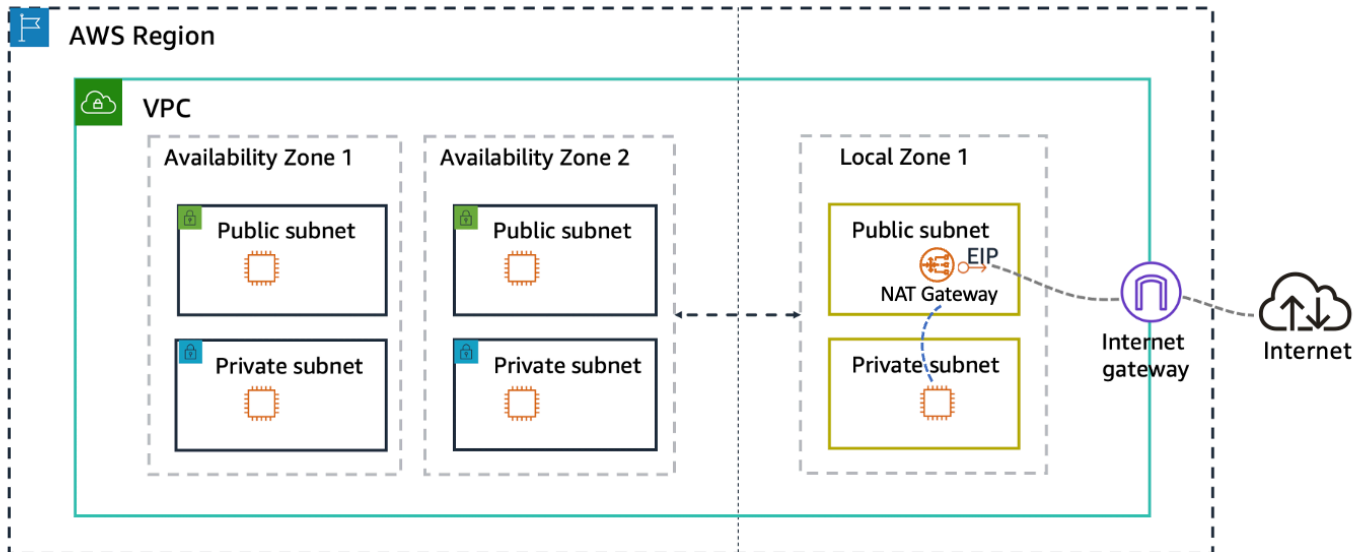 AWS Region
VPC
Availability Zone 1
Availability Zone 2
Local Zone 1
Public subnet
Public subnet
Public subnet
EIP
NAT Gateway
Private subnet
Private subnet
Private subnet
Internet
gateway
Internet